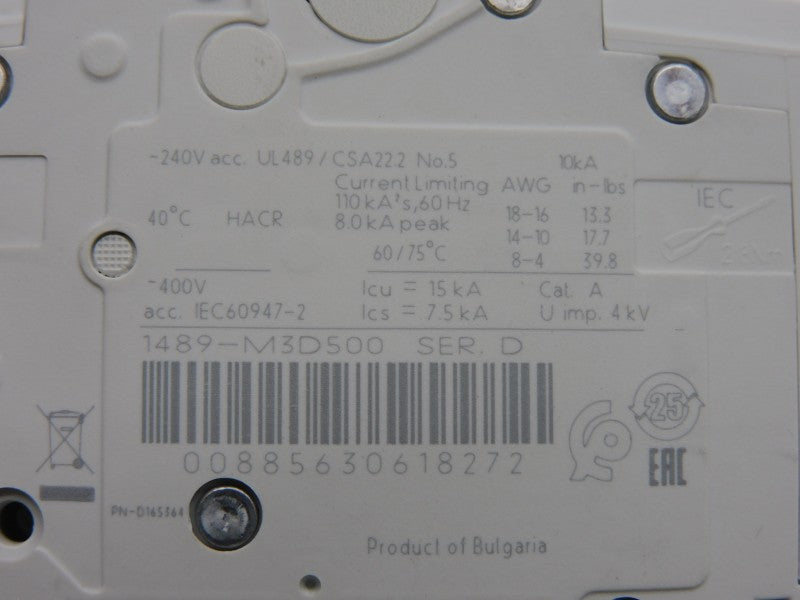 ~240V acc. UL489/CSA22.2 No.5 10kA
Current Limiting AWG in-lbs
110 kA²s, 60 Hz
40°C HACR 8.0 kA peak 18-16 13.3
14-10 17.7
60/75°C 8-4 39.8
IEC
~400V Icu = 15 kA Cat. A
acc. IEC60947-2 Ics = 7.5 kA U imp. 4 kV
1489-M3D500 SER. D
00885630618272
25
EAC
PN-D165364
Product of Bulgaria